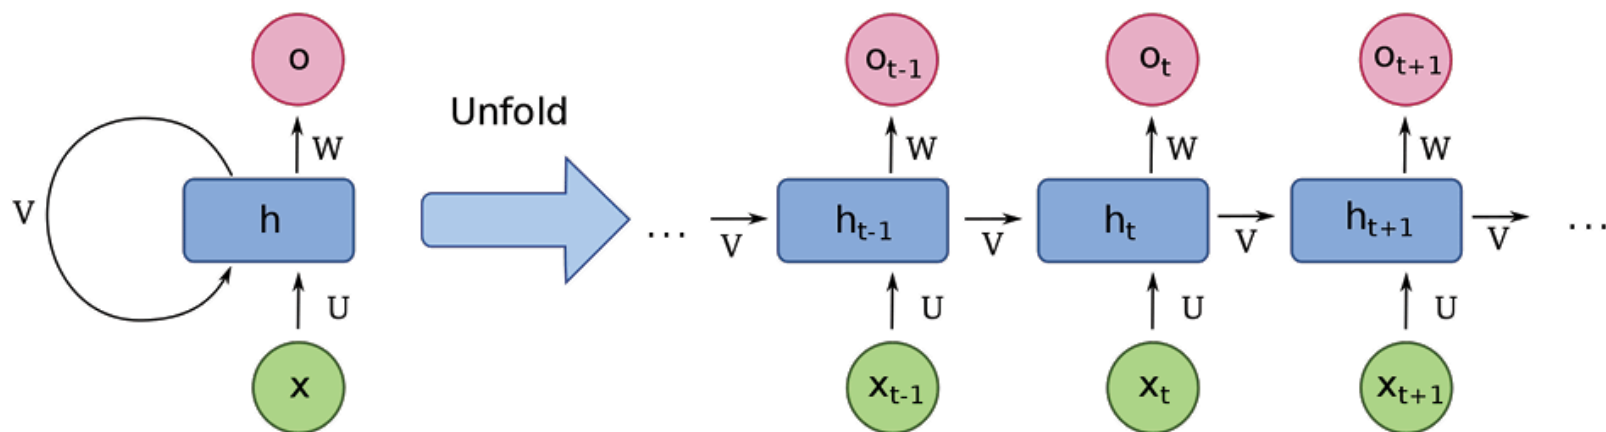 o o_{t-1} o_t o_{t+1}
Unfold
W W W W
V h ... h_{t-1} h_t h_{t+1} ...
V V V V
U U U U
x x_{t-1} x_t x_{t+1}